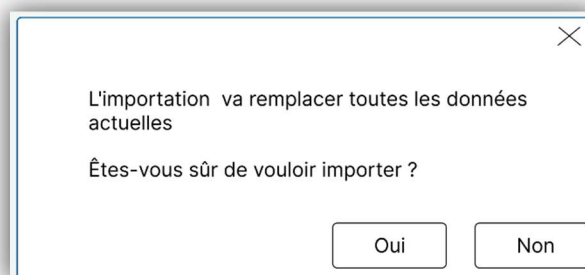 L'importation  va remplacer toutes les données
actuelles
Êtes-vous sûr de vouloir importer ?
Oui Non